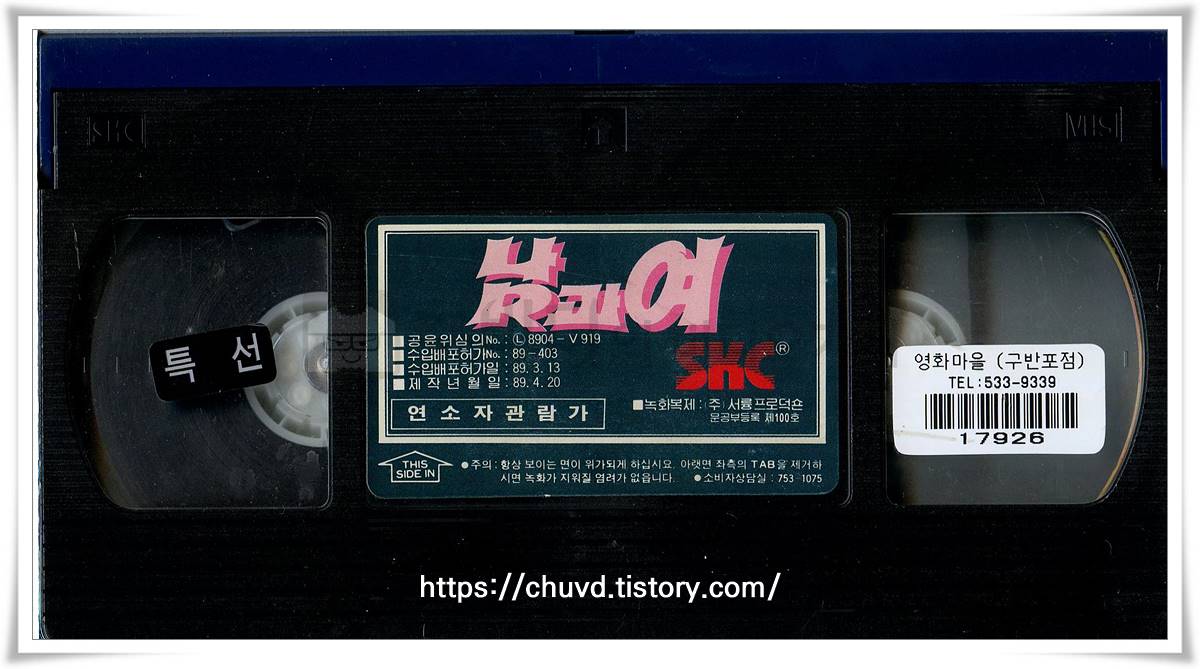 SKC
VHS
남과여
■ 공윤위심의No. : Ⓛ 8904-V919
■ 수입배포허가No. : 89-403
■ 수입배포허가일 : 89.3.13
■ 제작년월일 : 89.4.20
연소자관람가
SKC®
■녹화복제 : (주)서륭프로덕숀
문공부등록 제100호
THIS
SIDE IN
● 주의 : 항상 보이는 면이 위가되게 하십시요. 아랫면 좌측의 TAB을 제거하
시면 녹화가 지워질 염려가 없읍니다. ● 소비자상담실 : 753-1075
특 선
영화마을 (구반포점)
TEL:533-9339
17926
https://chuvd.tistory.com/